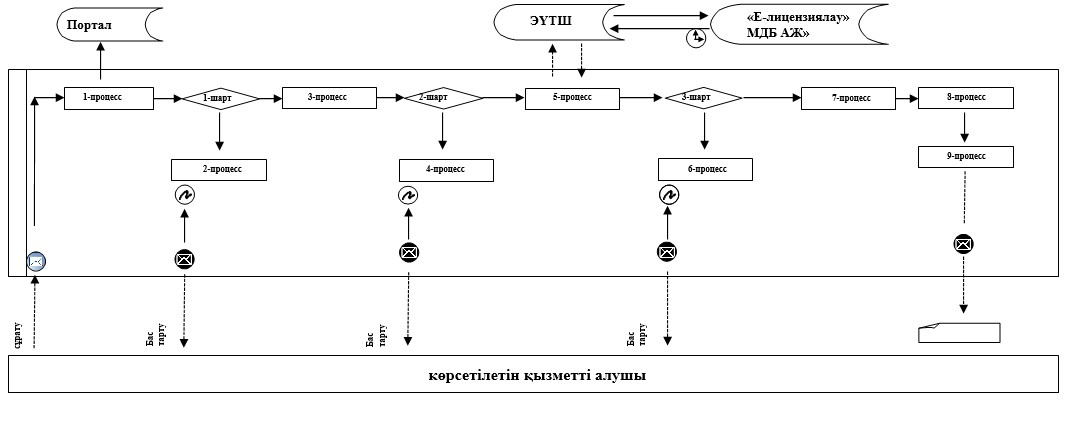 Портал
ЭҮТШ
«Е-лицензиялау»
МДБ АЖ»
1-процесс
1-шарт
3-процесс
2-шарт
5-процесс
3-шарт
7-процесс
8-процесс
2-процесс
4-процесс
6-процесс
9-процесс
сұрату
Бас
тарту
Бас
тарту
Бас
тарту
көрсетілетін қызметті алушы